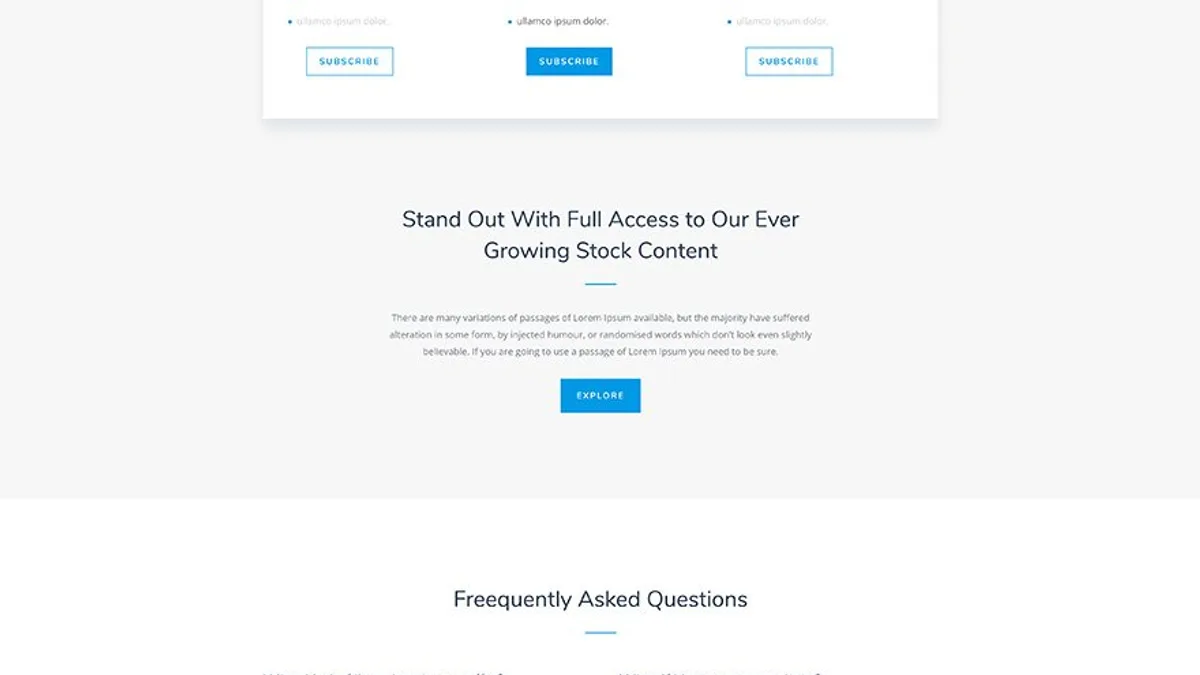 ullamco ipsum dolor. ullamco ipsum dolor. ullamco ipsum dolor.
SUBSCRIBE SUBSCRIBE SUBSCRIBE
Stand Out With Full Access to Our Ever
Growing Stock Content
There are many variations of passages of Lorem Ipsum available, but the majority have suffered
alteration in some form, by injected humour, or randomised words which don't look even slightly
believable. If you are going to use a passage of Lorem Ipsum you need to be sure.
EXPLORE
Freequently Asked Questions